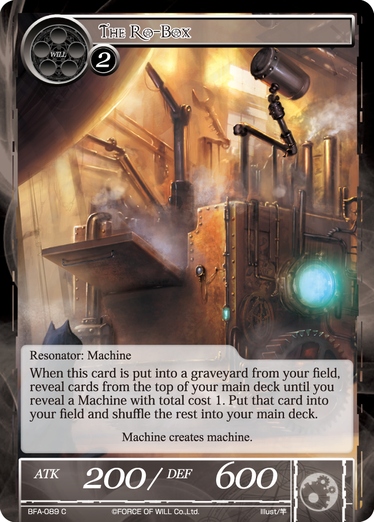 The Ro-Box
WILL
2
Resonator: Machine
When this card is put into a graveyard from your field,
reveal cards from the top of your main deck until you
reveal a Machine with total cost 1. Put that card into
your field and shuffle the rest into your main deck.
Machine creates machine.
ATK 200/ DEF 600
BFA-089 C ©FORCE OF WILL Co.,Ltd. Illust/羊